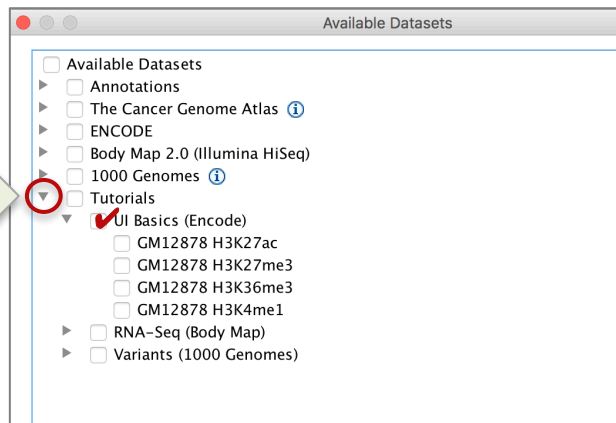 Available Datasets
Available Datasets
Annotations
The Cancer Genome Atlas
ENCODE
Body Map 2.0 (Illumina HiSeq)
1000 Genomes
Tutorials
UI Basics (Encode)
GM12878 H3K27ac
GM12878 H3K27me3
GM12878 H3K36me3
GM12878 H3K4me1
RNA-Seq (Body Map)
Variants (1000 Genomes)